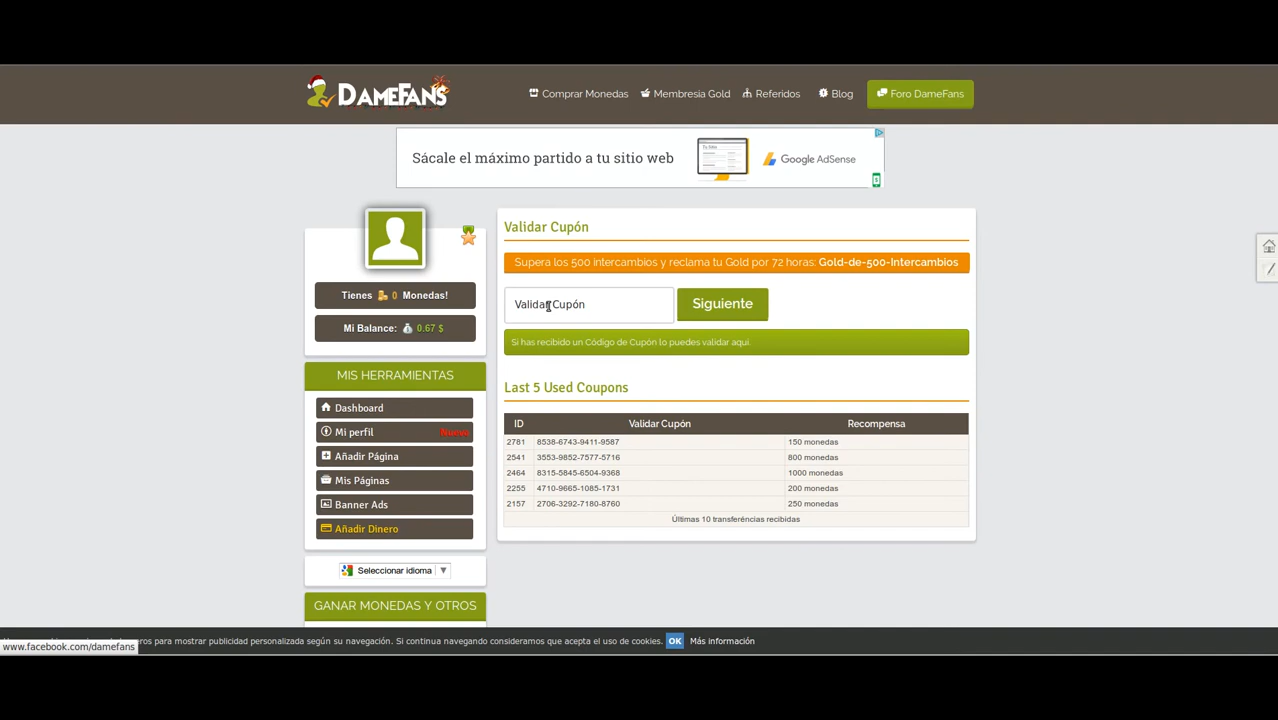 DAMEFANS
Comprar Monedas Membresia Gold Referidos Blog Foro DameFans
Sácale el máximo partido a tu sitio web Google AdSense
Tienes 0 Monedas!
Mi Balance: 0.67 $
MIS HERRAMIENTAS
Dashboard
Mi perfil Nuevo
Añadir Página
Mis Páginas
Banner Ads
Añadir Dinero
Seleccionar idioma ▼
GANAR MONEDAS Y OTROS
Validar Cupón
Supera los 500 intercambios y reclama tu Gold por 72 horas: Gold-de-500-Intercambios
Validar Cupón Siguiente
Si has recibido un Código de Cupón lo puedes validar aquí.
Last 5 Used Coupons
ID Validar Cupón Recompensa
2781 8538-6743-9411-9587 150 monedas
2541 3553-9852-7577-5716 800 monedas
2464 8315-5845-6504-9368 1000 monedas
2255 4710-9665-1085-1731 200 monedas
2157 2706-3292-7180-8760 250 monedas
Últimas 10 transferéncias recibidas
para mostrar publicidad personalizada según su navegación. Si continua navegando consideramos que acepta el uso de cookies. OK Más información
www.facebook.com/damefans